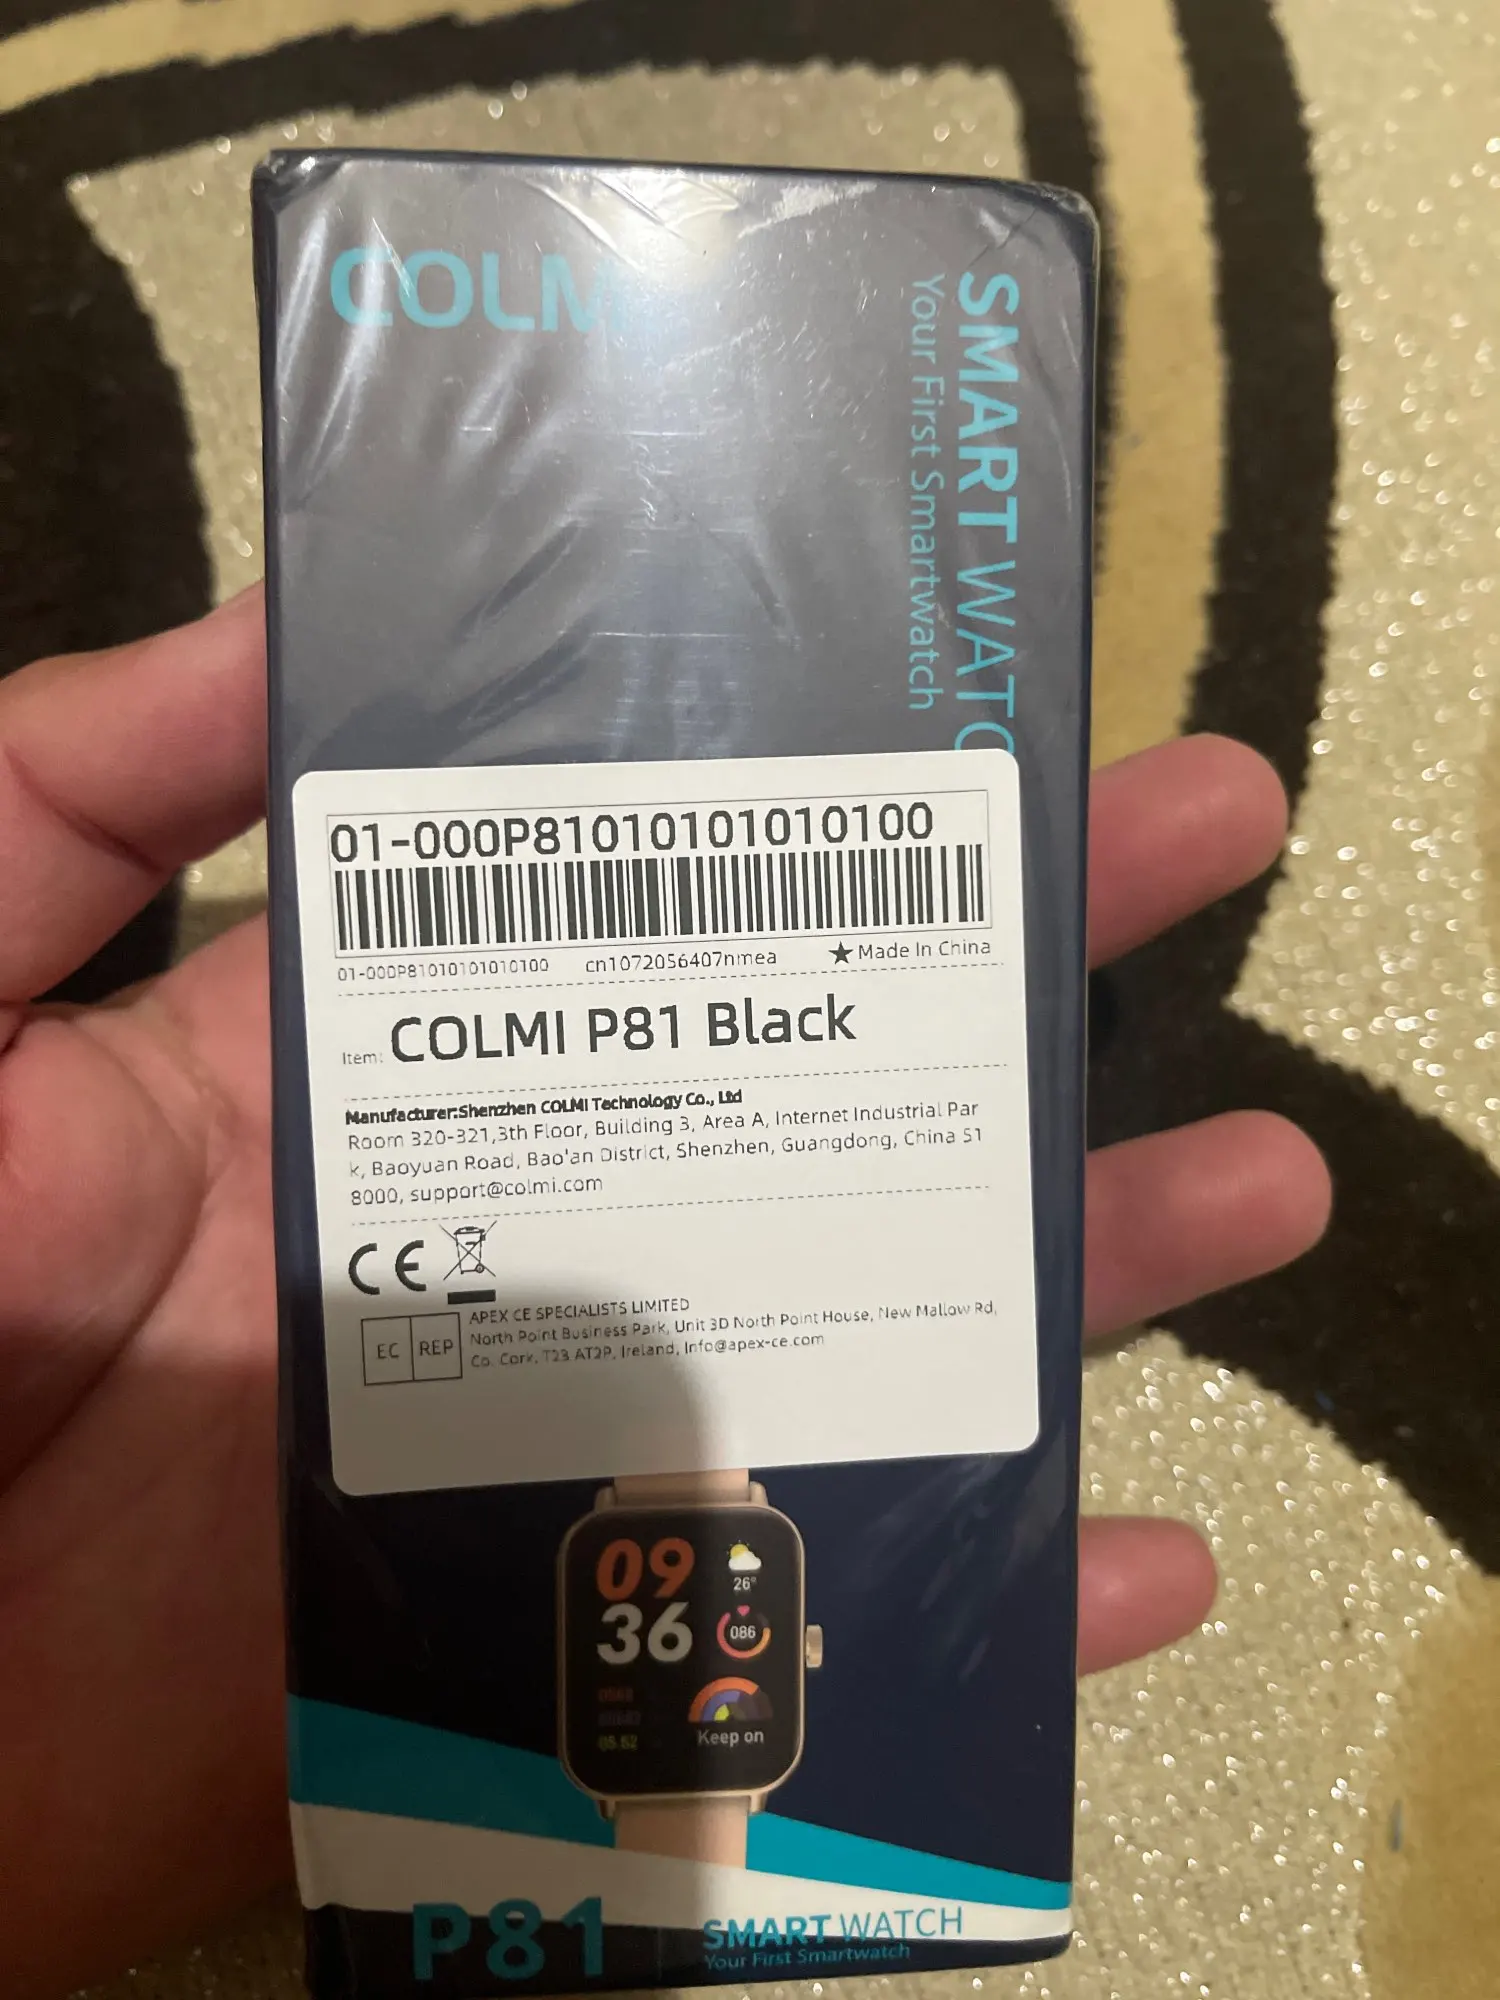 COLM
SMART WATC
Your First Smartwatch
01-000P81010101010100
01-000P81010101010100 cn1072056407nmea ★Made In China
Item: COLMI P81 Black
Manufacturer:Shenzhen COLMI Technology Co., Ltd
Room 320-321,3th Floor, Building 3, Area A, Internet Industrial Par
k, Baoyuan Road, Bao'an District, Shenzhen, Guangdong, China 51
8000, support@colmi.com
CE
EC REP
APEX CE SPECIALISTS LIMITED
North Point Business Park, Unit 3D North Point House, New Mallow Rd,
Co. Cork, T23 AT2P, Ireland, Info@apex-ce.com
09
36
26°
086
Keep on
P81
SMART WATCH
Your First Smartwatch